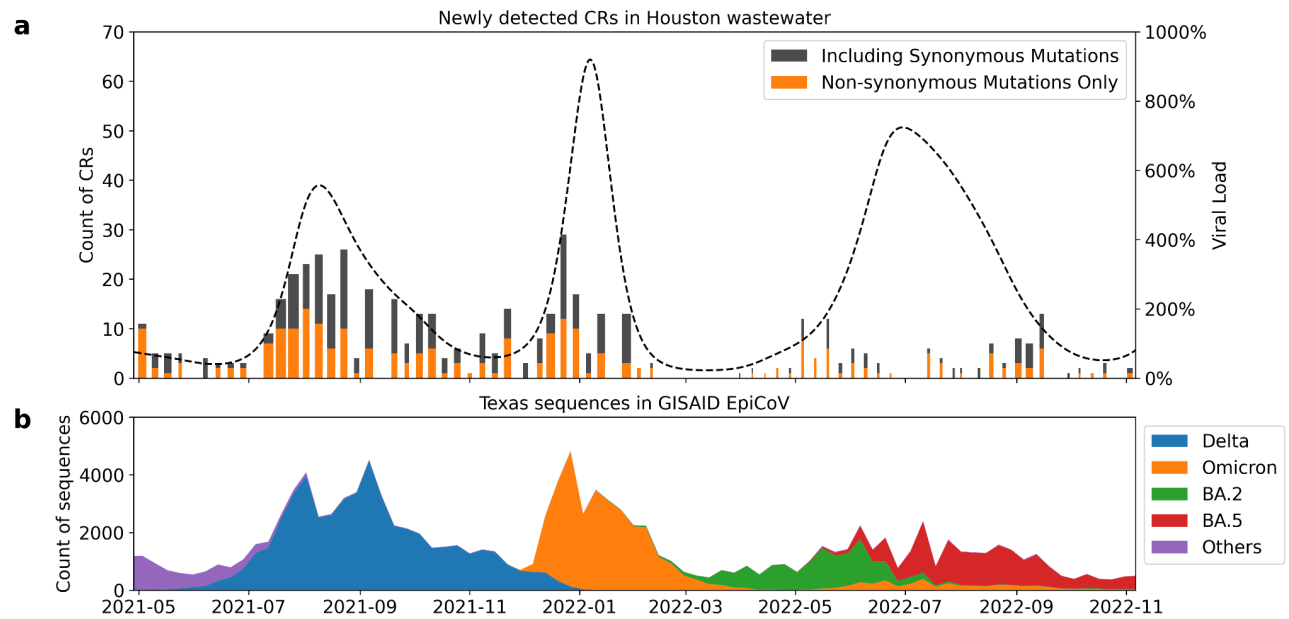 a
Newly detected CRs in Houston wastewater
70
60
50
40
30
20
10
0
Count of CRs
1000%
800%
600%
400%
200%
0%
Viral Load
Including Synonymous Mutations
Non-synonymous Mutations Only
b
Texas sequences in GISAID EpiCoV
6000
4000
2000
0
Count of sequences
2021-05 2021-07 2021-09 2021-11 2022-01 2022-03 2022-05 2022-07 2022-09 2022-11
Delta
Omicron
BA.2
BA.5
Others